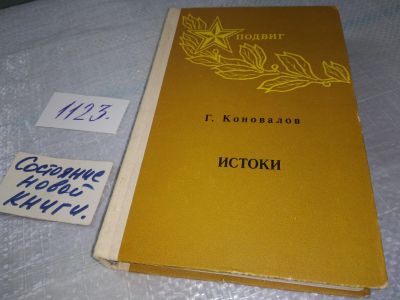 ПОДВИГ
1123.
Г. Коновалов
ИСТОКИ
Состояние
новой
книги.